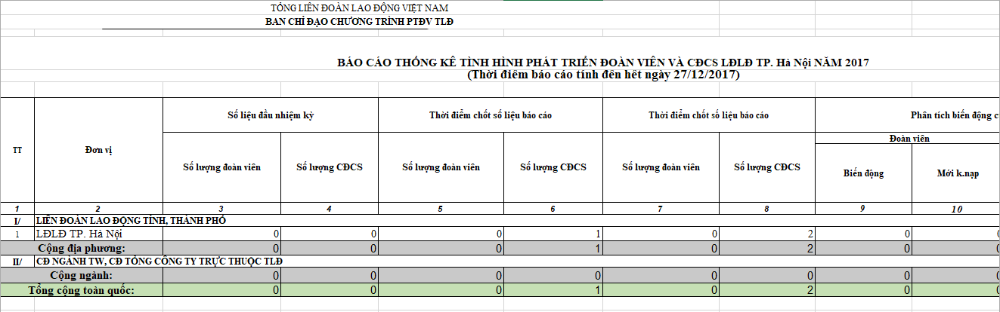 TỔNG LIÊN ĐOÀN LAO ĐỘNG VIỆT NAM
BAN CHỈ ĐẠO CHƯƠNG TRÌNH PTĐV TLĐ
BÁO CÁO THỐNG KÊ TÌNH HÌNH PHÁT TRIỂN ĐOÀN VIÊN VÀ CĐCS LĐLĐ TP. Hà Nội NĂM 2017
(Thời điểm báo cáo tính đến hết ngày 27/12/2017)
TT Đơn vị Số liệu đầu nhiệm kỳ Thời điểm chốt số liệu báo cáo Thời điểm chốt số liệu báo cáo Phân tích biến động
Đoàn viên
Số lượng đoàn viên Số lượng CĐCS Số lượng đoàn viên Số lượng CĐCS Số lượng đoàn viên Số lượng CĐCS Biến động Mới k.nạp
1 2 3 4 5 6 7 8 9 10
I/ LIÊN ĐOÀN LAO ĐỘNG TỈNH, THÀNH PHỐ
1 LĐLĐ TP. Hà Nội 0 0 0 1 0 2 0 0
Cộng địa phương: 0 0 0 1 0 2 0 0
II/ CĐ NGÀNH TW, CĐ TỔNG CÔNG TY TRỰC THUỘC TLĐ
Cộng ngành: 0 0 0 0 0 0 0 0
Tổng cộng toàn quốc: 0 0 0 1 0 2 0 0